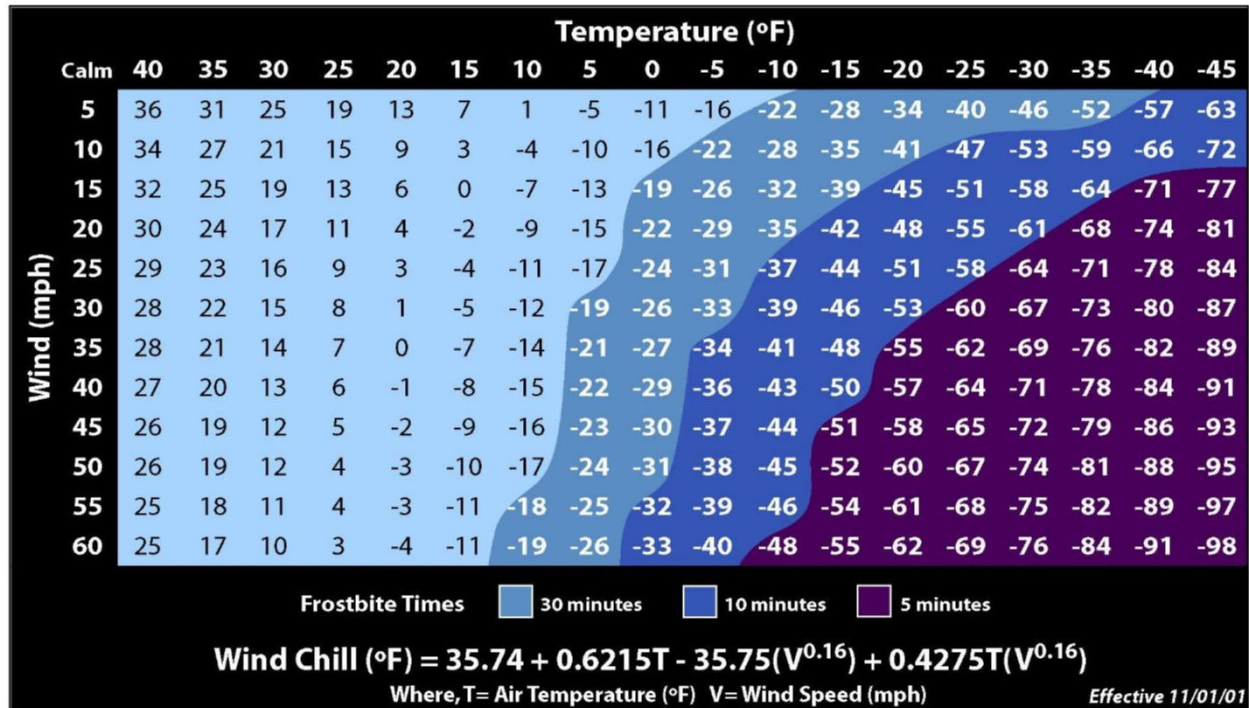 Temperature (ºF)
Calm 40 35 30 25 20 15 10 5 0 -5 -10 -15 -20 -25 -30 -35 -40 -45
5 36 31 25 19 13 7 1 -5 -11 -16 -22 -28 -34 -40 -46 -52 -57 -63
10 34 27 21 15 9 3 -4 -10 -16 -22 -28 -35 -41 -47 -53 -59 -66 -72
15 32 25 19 13 6 0 -7 -13 -19 -26 -32 -39 -45 -51 -58 -64 -71 -77
20 30 24 17 11 4 -2 -9 -15 -22 -29 -35 -42 -48 -55 -61 -68 -74 -81
25 29 23 16 9 3 -4 -11 -17 -24 -31 -37 -44 -51 -58 -64 -71 -78 -84
30 28 22 15 8 1 -5 -12 -19 -26 -33 -39 -46 -53 -60 -67 -73 -80 -87
35 28 21 14 7 0 -7 -14 -21 -27 -34 -41 -48 -55 -62 -69 -76 -82 -89
40 27 20 13 6 -1 -8 -15 -22 -29 -36 -43 -50 -57 -64 -71 -78 -84 -91
45 26 19 12 5 -2 -9 -16 -23 -30 -37 -44 -51 -58 -65 -72 -79 -86 -93
50 26 19 12 4 -3 -10 -17 -24 -31 -38 -45 -52 -60 -67 -74 -81 -88 -95
55 25 18 11 4 -3 -11 -18 -25 -32 -39 -46 -54 -61 -68 -75 -82 -89 -97
60 25 17 10 3 -4 -11 -19 -26 -33 -40 -48 -55 -62 -69 -76 -84 -91 -98
Wind (mph)
Frostbite Times 30 minutes 10 minutes 5 minutes
Wind Chill (ºF) = 35.74 + 0.6215T - 35.75(V^0.16) + 0.4275T(V^0.16)
Where, T= Air Temperature (ºF) V= Wind Speed (mph) Effective 11/01/01